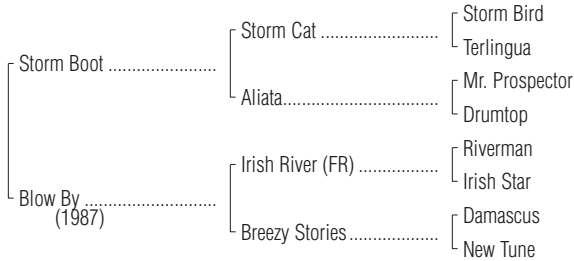 Storm Bird
Storm Cat ......................
Terlingua
Storm Boot ....................
Mr. Prospector
Aliata.............................
Drumtop
Riverman
Irish River (FR) ...............
Irish Star
Blow By ........................
(1987)
Damascus
Breezy Stories ................
New Tune